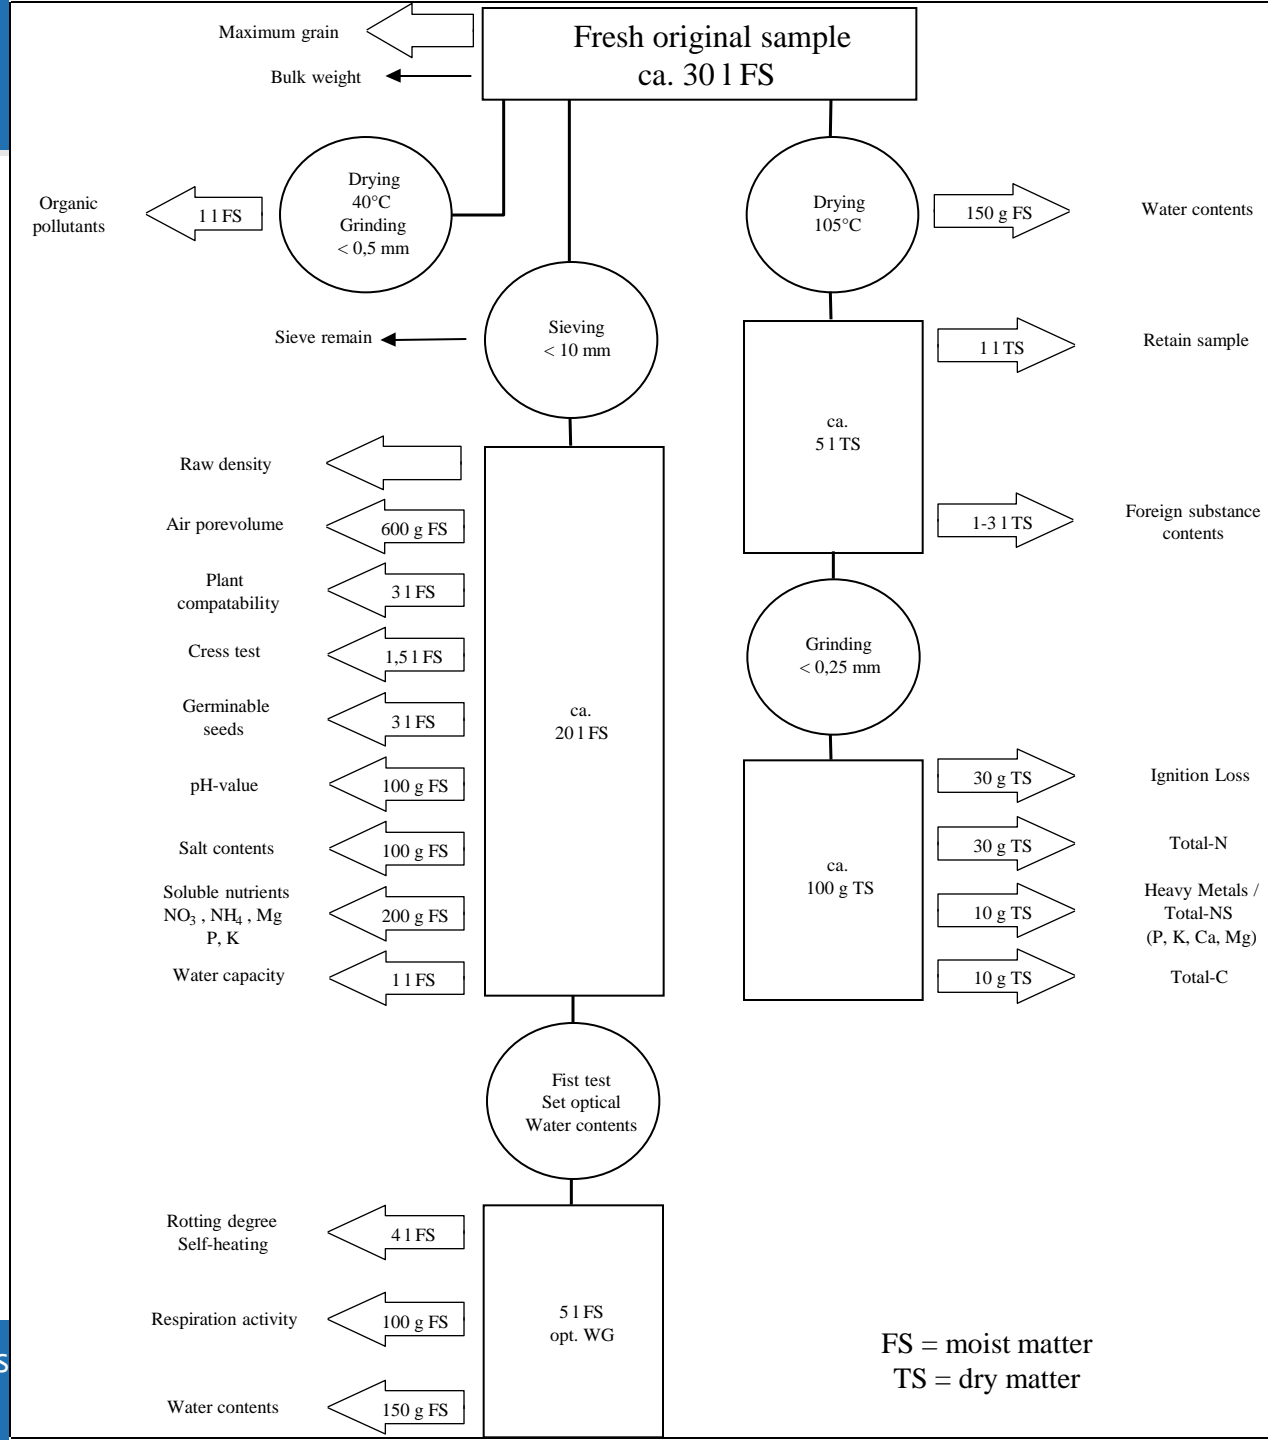 Fresh original sample
ca. 30 l FS
Maximum grain
Bulk weight
Drying
40°C
Grinding
< 0,5 mm
1 l FS
Organic
pollutants
Drying
105°C
150 g FS
Water contents
Sieving
< 10 mm
Sieve remain
ca.
5 l TS
1 l TS
Retain sample
1-3 l TS
Foreign substance
contents
Raw density
Air porevolume
600 g FS
Plant
compatability
3 l FS
Cress test
1,5 l FS
Germinable
seeds
3 l FS
pH-value
100 g FS
Salt contents
100 g FS
Soluble nutrients
NO3 , NH4 , Mg
P, K
200 g FS
Water capacity
1 l FS
ca.
20 l FS
Grinding
< 0,25 mm
ca.
100 g TS
30 g TS
Ignition Loss
30 g TS
Total-N
10 g TS
Heavy Metals /
Total-NS
(P, K, Ca, Mg)
10 g TS
Total-C
Fist test
Set optical
Water contents
Rotting degree
Self-heating
4 l FS
Respiration activity
100 g FS
Water contents
150 g FS
5 l FS
opt. WG
FS = moist matter
TS = dry matter
s